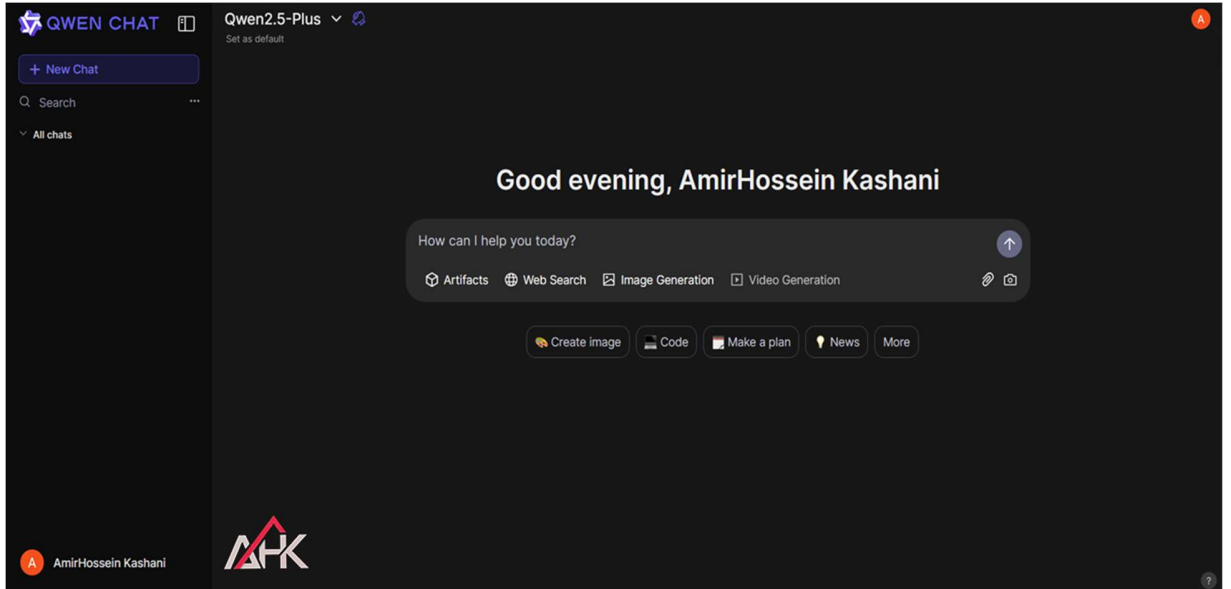 QWEN CHAT
Qwen2.5-Plus
A
Set as default
+ New Chat
Search
All chats
Good evening, AmirHossein Kashani
How can I help you today?
Artifacts Web Search Image Generation Video Generation
Create image Code Make a plan News More
AHK
A AmirHossein Kashani
?